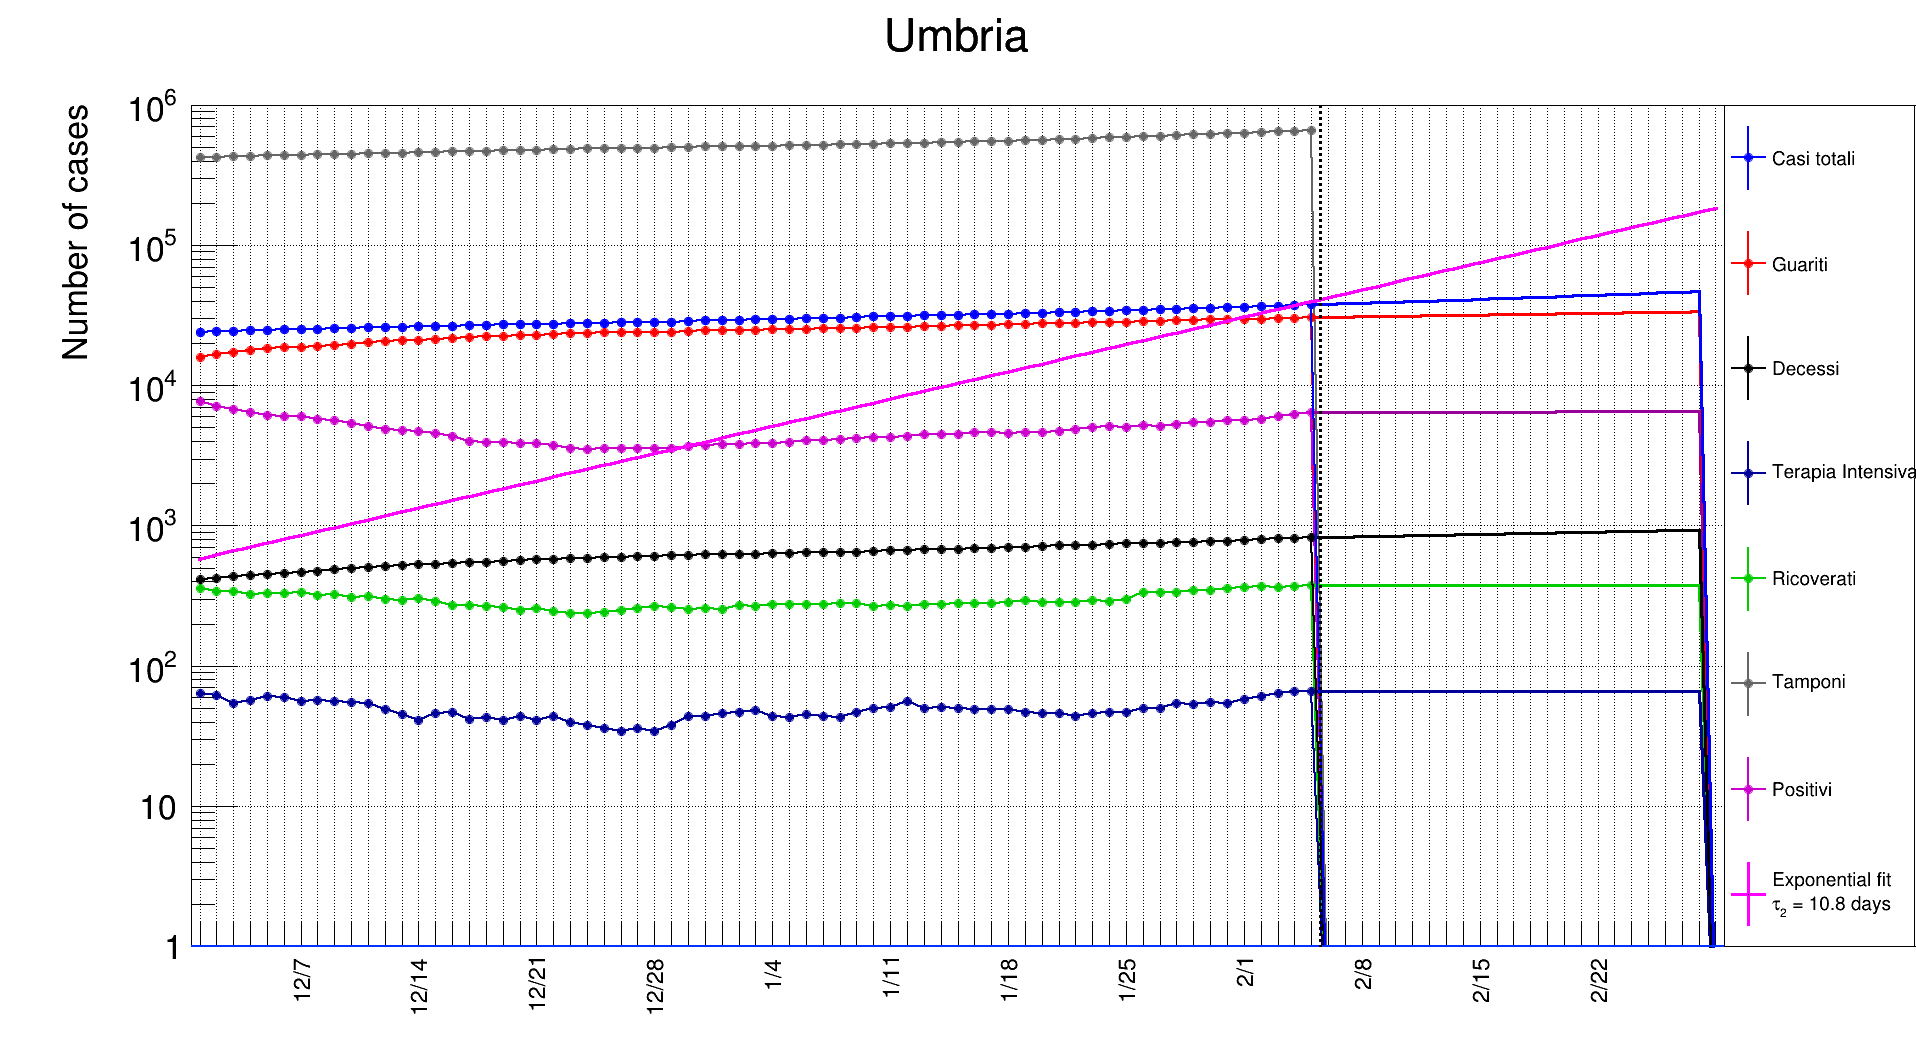 Umbria
Number of cases
10^6
10^5
10^4
10^3
10^2
10
1
12/7
12/14
12/21
12/28
1/4
1/11
1/18
1/25
2/1
2/8
2/15
2/22
Casi totali
Guariti
Decessi
Terapia Intensiva
Ricoverati
Tamponi
Positivi
Exponential fit
τ₂ = 10.8 days